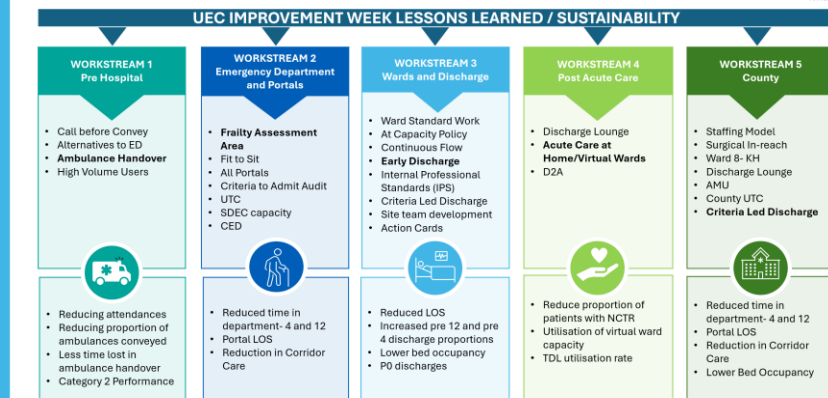 UEC IMPROVEMENT WEEK LESSONS LEARNED / SUSTAINABILITY
WORKSTREAM 1
Pre Hospital
• Call before Convey
• Alternatives to ED
• Ambulance Handover
• High Volume Users
• Reducing attendances
• Reducing proportion of
ambulances conveyed
• Less time lost in
ambulance handover
• Category 2 Performance
WORKSTREAM 2
Emergency Department
and Portals
• Frailty Assessment
Area
• Fit to Sit
• All Portals
• Criteria to Admit Audit
• UTC
• SDEC capacity
• CED
• Reduced time in
department- 4 and 12
• Portal LOS
• Reduction in Corridor
Care
WORKSTREAM 3
Wards and Discharge
• Ward Standard Work
• At Capacity Policy
• Continuous Flow
• Early Discharge
• Internal Professional
Standards (IPS)
• Criteria Led Discharge
• Site team development
• Action Cards
• Reduced LOS
• Increased pre 12 and pre
4 discharge proportions
• Lower bed occupancy
• P0 discharges
WORKSTREAM 4
Post Acute Care
• Discharge Lounge
• Acute Care at
Home/Virtual Wards
• D2A
• Reduce proportion of
patients with NCTR
• Utilisation of virtual ward
capacity
• TDL utilisation rate
WORKSTREAM 5
County
• Staffing Model
• Surgical In-reach
• Ward 8- KH
• Discharge Lounge
• AMU
• County UTC
• Criteria Led Discharge
• Reduced time in
department- 4 and 12
• Portal LOS
• Reduction in Corridor
Care
• Lower Bed Occupancy